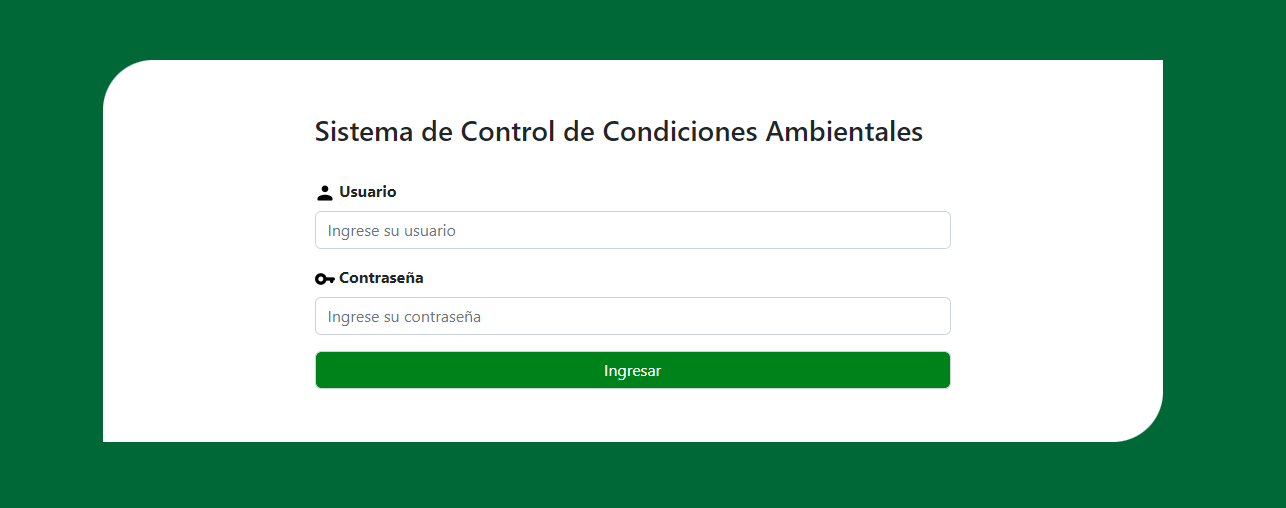 Sistema de Control de Condiciones Ambientales
Usuario
Ingrese su usuario
Contraseña
Ingrese su contraseña
Ingresar